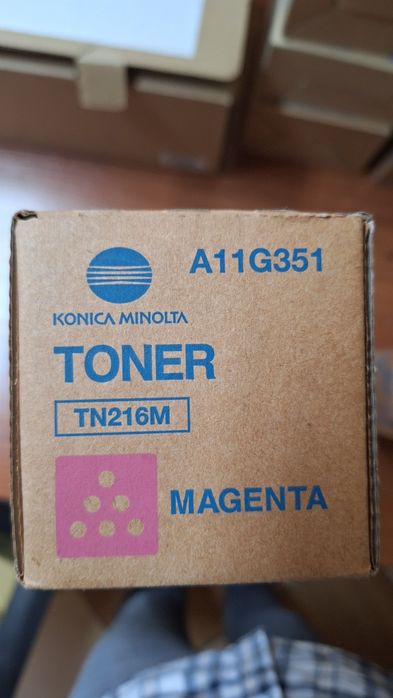 A11G351
KONICA MINOLTA
TONER
TN216M
MAGENTA